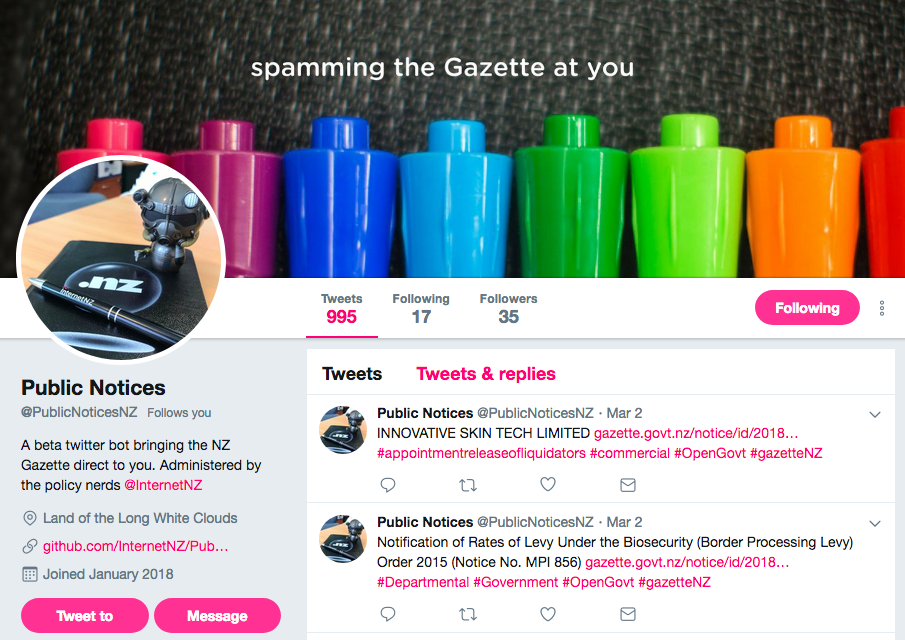 spamming the Gazette at you
.nz
InternetNZ
Tweets
995
Following
17
Followers
35
Following
Public Notices
@PublicNoticesNZ Follows you
A beta twitter bot bringing the NZ
Gazette direct to you. Administered by
the policy nerds @InternetNZ
Land of the Long White Clouds
github.com/InternetNZ/Pub…
Joined January 2018
Tweet to
Message
Tweets
Tweets & replies
Public Notices @PublicNoticesNZ · Mar 2
INNOVATIVE SKIN TECH LIMITED gazette.govt.nz/notice/id/2018…
#appointmentreleaseofliquidators #commercial #OpenGovt #gazetteNZ
Public Notices @PublicNoticesNZ · Mar 2
Notification of Rates of Levy Under the Biosecurity (Border Processing Levy)
Order 2015 (Notice No. MPI 856) gazette.govt.nz/notice/id/2018…
#Departmental #Government #OpenGovt #gazetteNZ